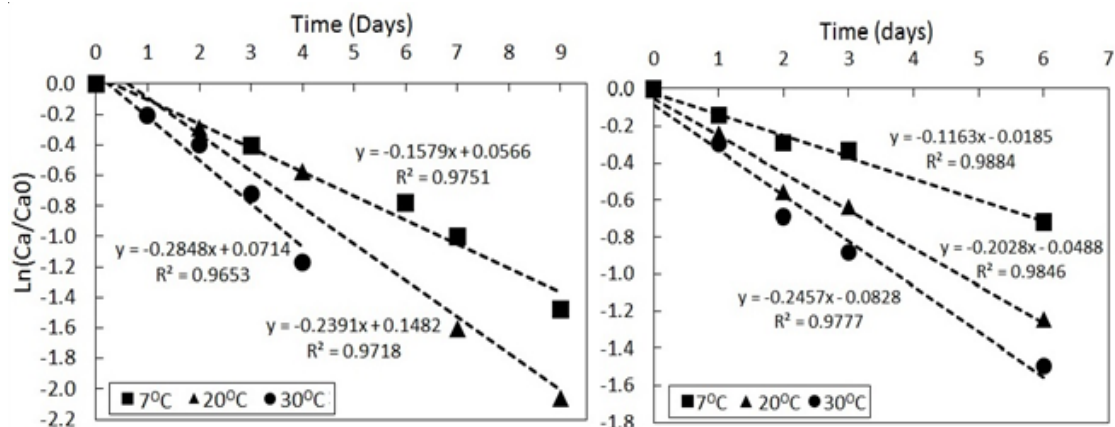 Time (Days)
0 1 2 3 4 5 6 7 8 9
Ln(Ca/Ca0)
0.0
-0.2
-0.4
-0.6
-0.8
-1.0
-1.2
-1.4
-1.6
-1.8
-2.0
-2.2
y = -0.1579x + 0.0566
R² = 0.9751
y = -0.2848x + 0.0714
R² = 0.9653
y = -0.2391x + 0.1482
R² = 0.9718
7⁰C 20⁰C 30⁰C
Time (days)
0 1 2 3 4 5 6 7
0.0
-0.2
-0.4
-0.6
-0.8
-1.0
-1.2
-1.4
-1.6
-1.8
y = -0.1163x - 0.0185
R² = 0.9884
y = -0.2028x - 0.0488
R² = 0.9846
y = -0.2457x - 0.0828
R² = 0.9777
7⁰C 20⁰C 30⁰C